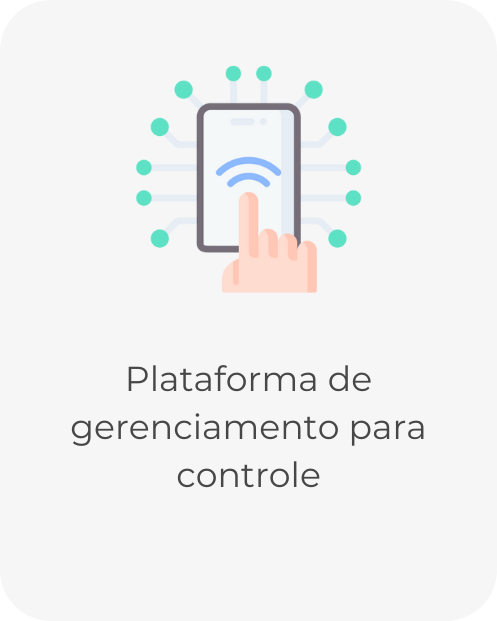 Plataforma de
gerenciamento para
controle